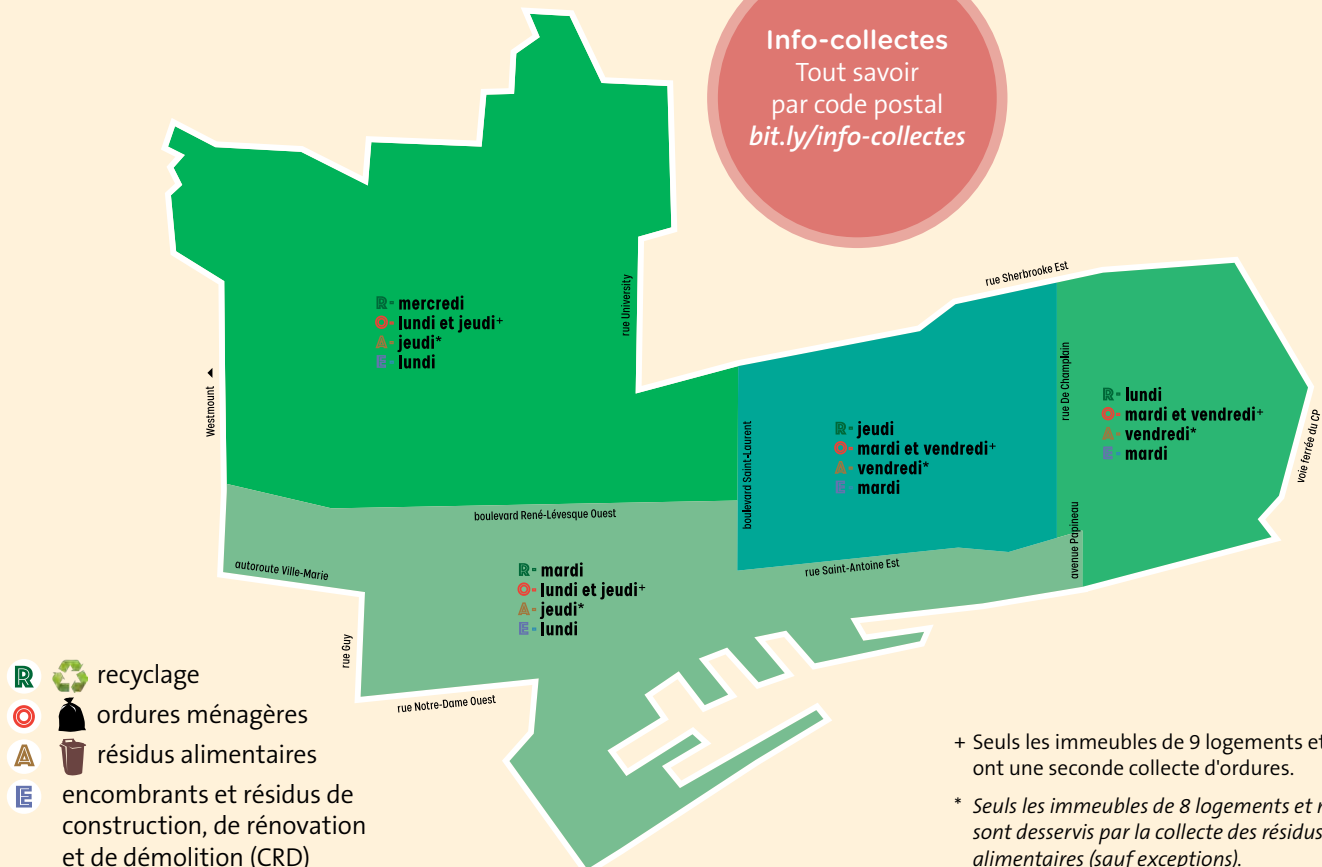 Info-collectes
Tout savoir
par code postal
bit.ly/info-collectes
rue Sherbrooke Est
rue University
R - mercredi
O - lundi et jeudi+
A - jeudi*
E - lundi
Westmount
rue De Champlain
R - lundi
O - mardi et vendredi+
A - vendredi*
E - mardi
voie ferrée du CP
boulevard Saint-Laurent
R - jeudi
O - mardi et vendredi+
A - vendredi*
E - mardi
boulevard René-Lévesque Ouest
avenue Papineau
autoroute Ville-Marie
rue Saint-Antoine Est
R - mardi
O - lundi et jeudi+
A - jeudi*
E - lundi
rue Guy
rue Notre-Dame Ouest
R recyclage
O ordures ménagères
A résidus alimentaires
E encombrants et résidus de
construction, de rénovation
et de démolition (CRD)
+ Seuls les immeubles de 9 logements et
ont une seconde collecte d'ordures.
* Seuls les immeubles de 8 logements et
sont desservis par la collecte des résidus
alimentaires (sauf exceptions).